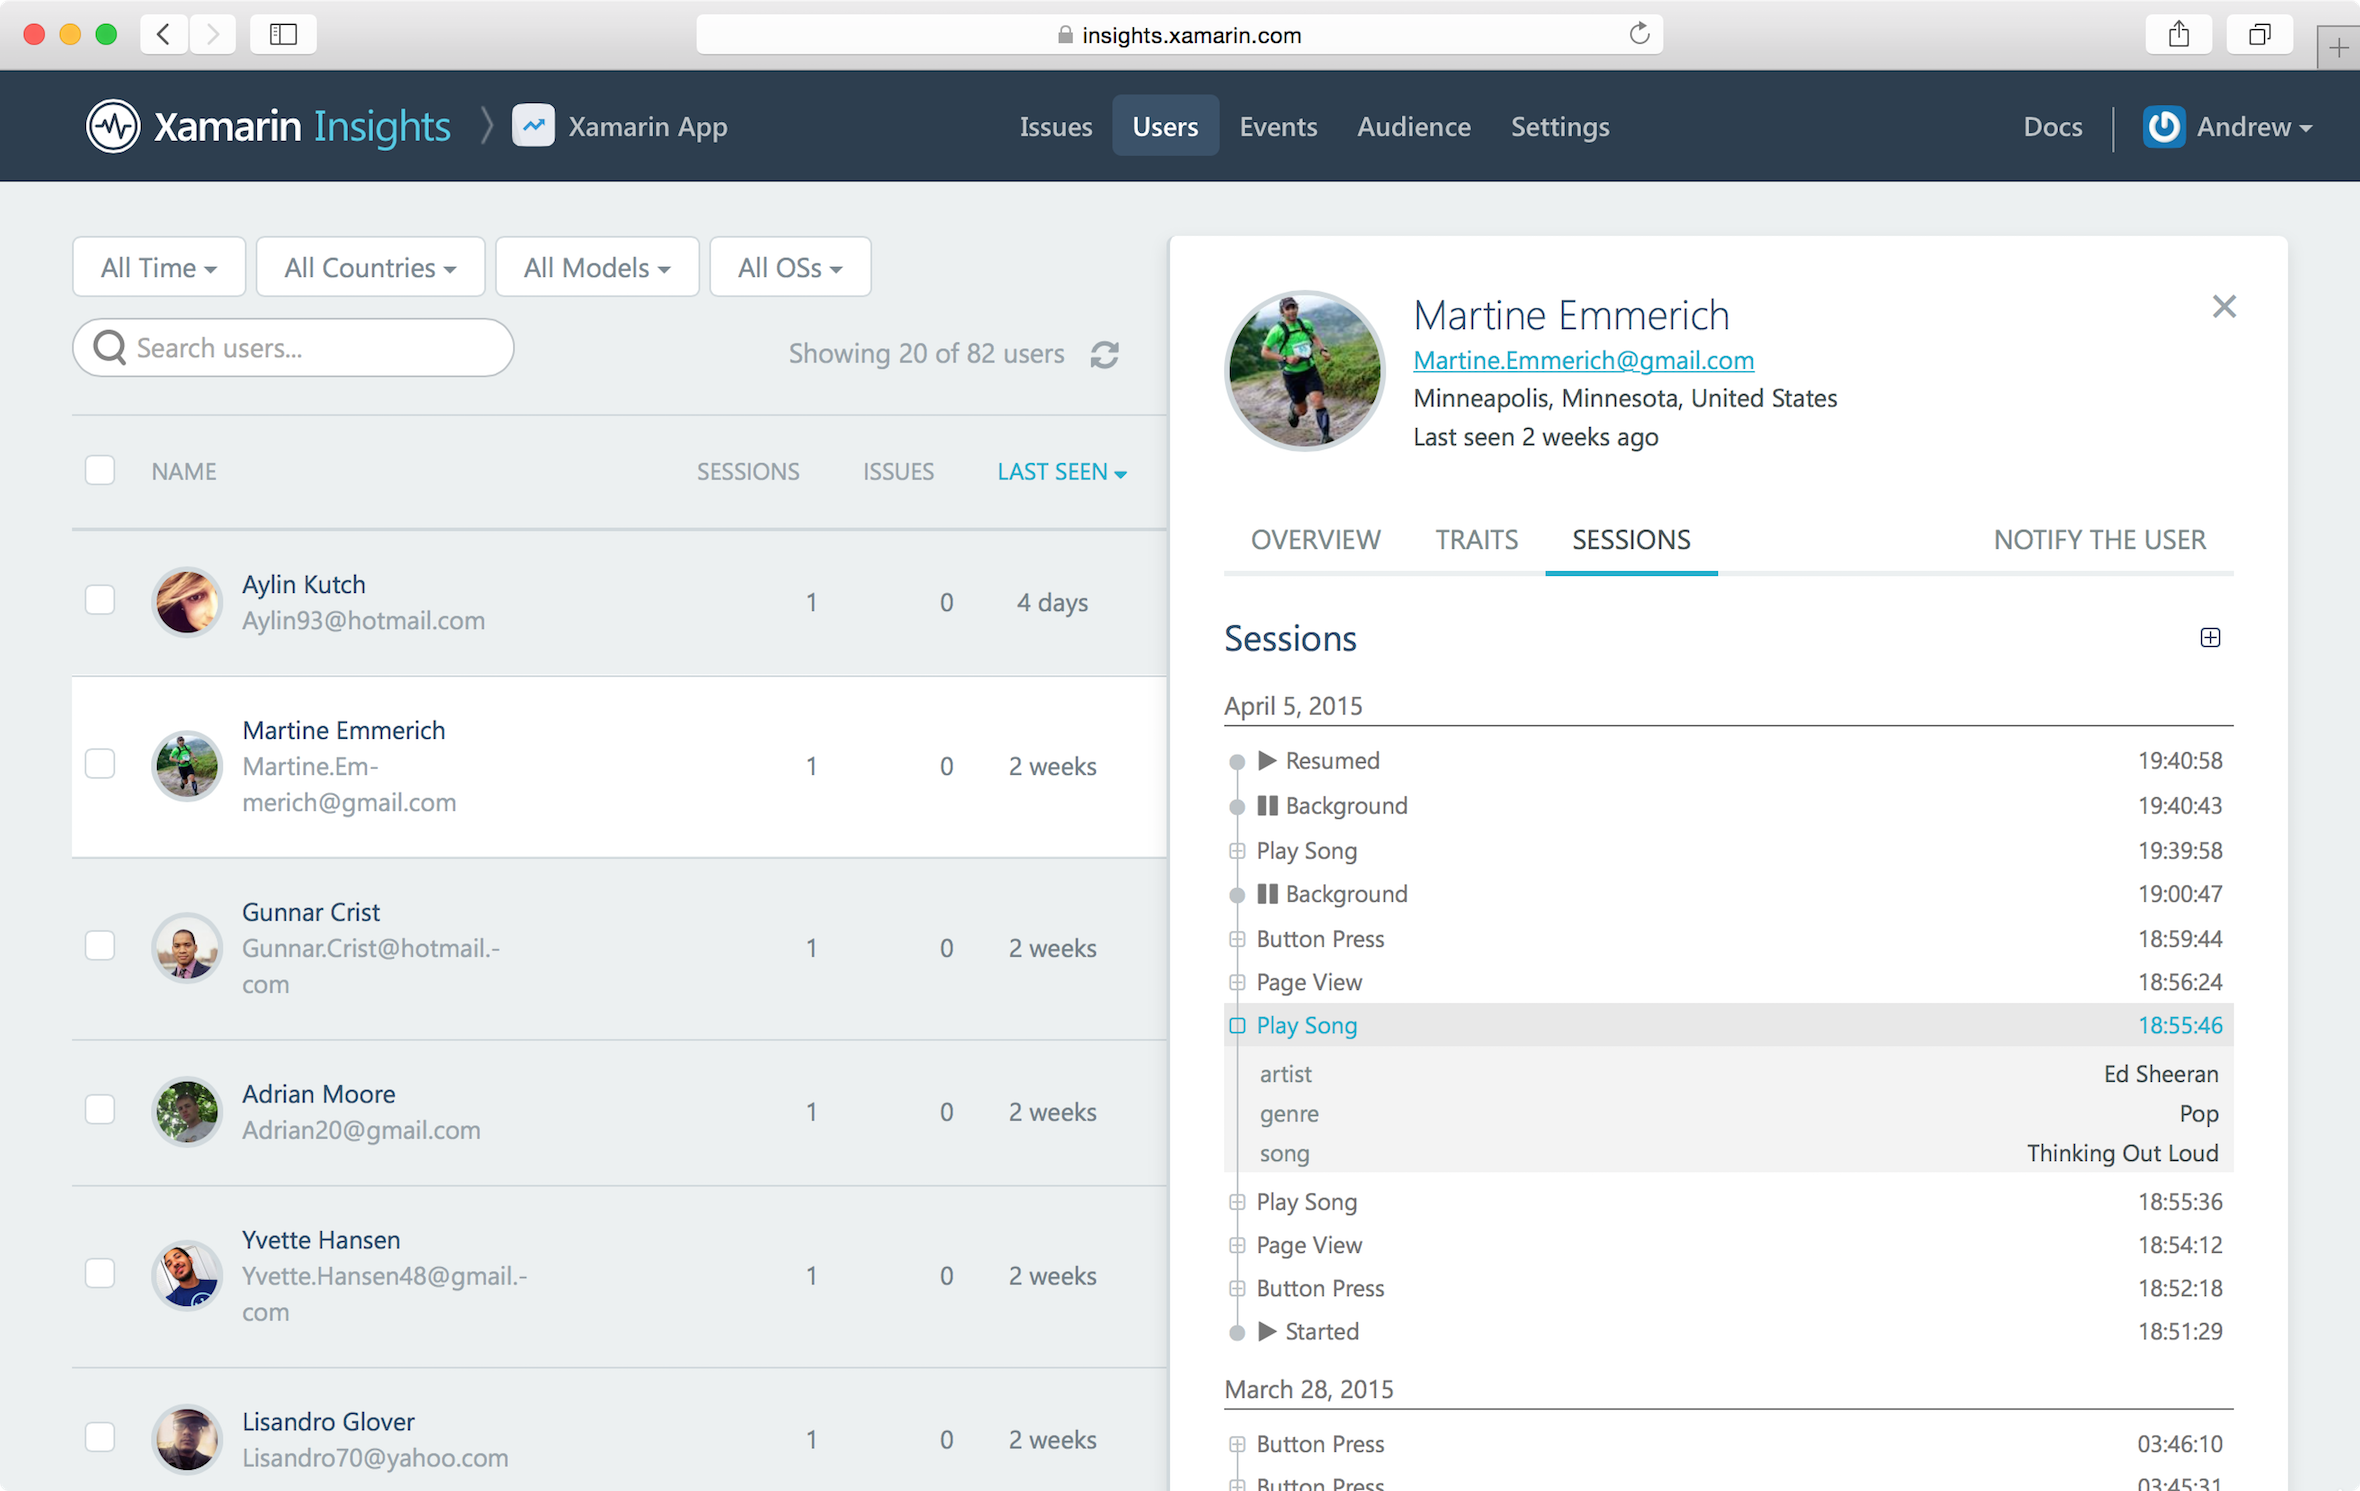 insights.xamarin.com
Xamarin Insights
Xamarin App
Issues
Users
Events
Audience
Settings
Docs
Andrew
All Time
All Countries
All Models
All OSs
Search users...
Showing 20 of 82 users
NAME
SESSIONS
ISSUES
LAST SEEN
Aylin Kutch
Aylin93@hotmail.com
1
0
4 days
Martine Emmerich
Martine.Em-
merich@gmail.com
1
0
2 weeks
Gunnar Crist
Gunnar.Crist@hotmail.-
com
1
0
2 weeks
Adrian Moore
Adrian20@gmail.com
1
0
2 weeks
Yvette Hansen
Yvette.Hansen48@gmail.-
com
1
0
2 weeks
Lisandro Glover
Lisandro70@yahoo.com
1
0
2 weeks
Martine Emmerich
Martine.Emmerich@gmail.com
Minneapolis, Minnesota, United States
Last seen 2 weeks ago
OVERVIEW
TRAITS
SESSIONS
NOTIFY THE USER
Sessions
April 5, 2015
Resumed 19:40:58
Background 19:40:43
Play Song 19:39:58
Background 19:00:47
Button Press 18:59:44
Page View 18:56:24
Play Song 18:55:46
artist Ed Sheeran
genre Pop
song Thinking Out Loud
Play Song 18:55:36
Page View 18:54:12
Button Press 18:52:18
Started 18:51:29
March 28, 2015
Button Press 03:46:10
Button Press 03:45:31